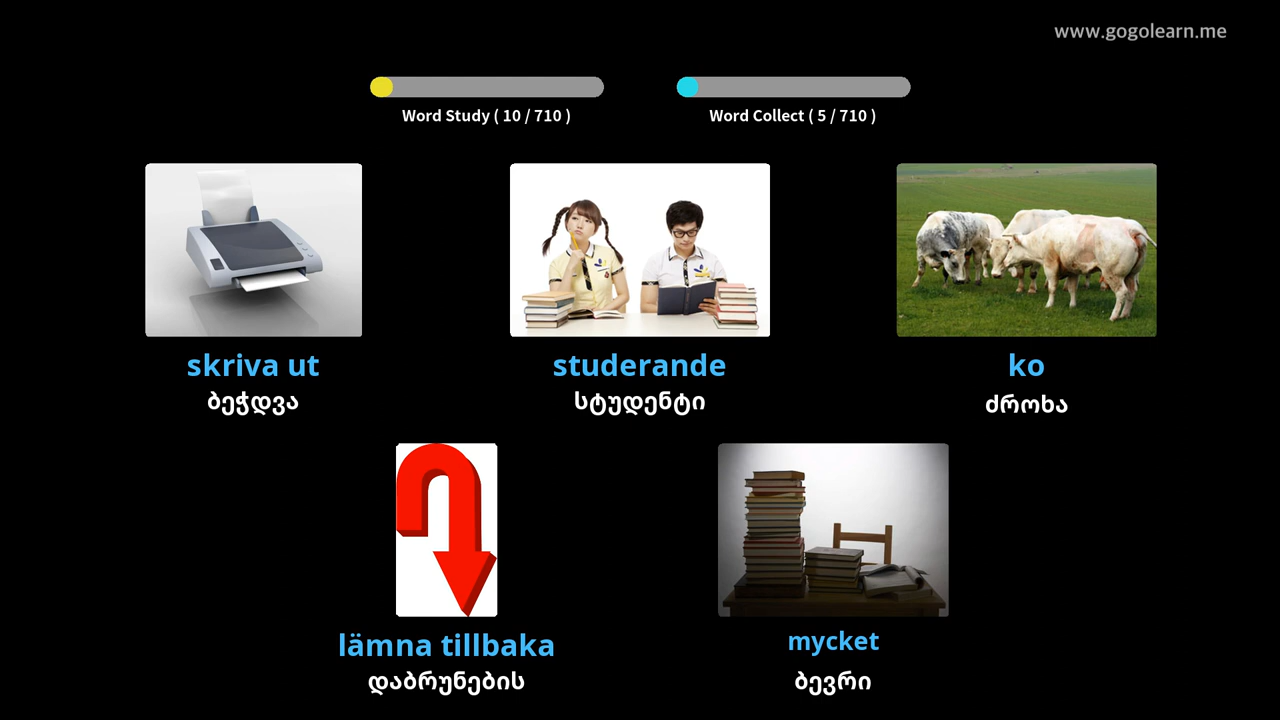 www.gogolearn.me
Word Study ( 10 / 710 )
Word Collect ( 5 / 710 )
skriva ut
ბეჭდვა
studerande
სტუდენტი
ko
ძროხა
lämna tillbaka
დაბრუნების
mycket
ბევრი